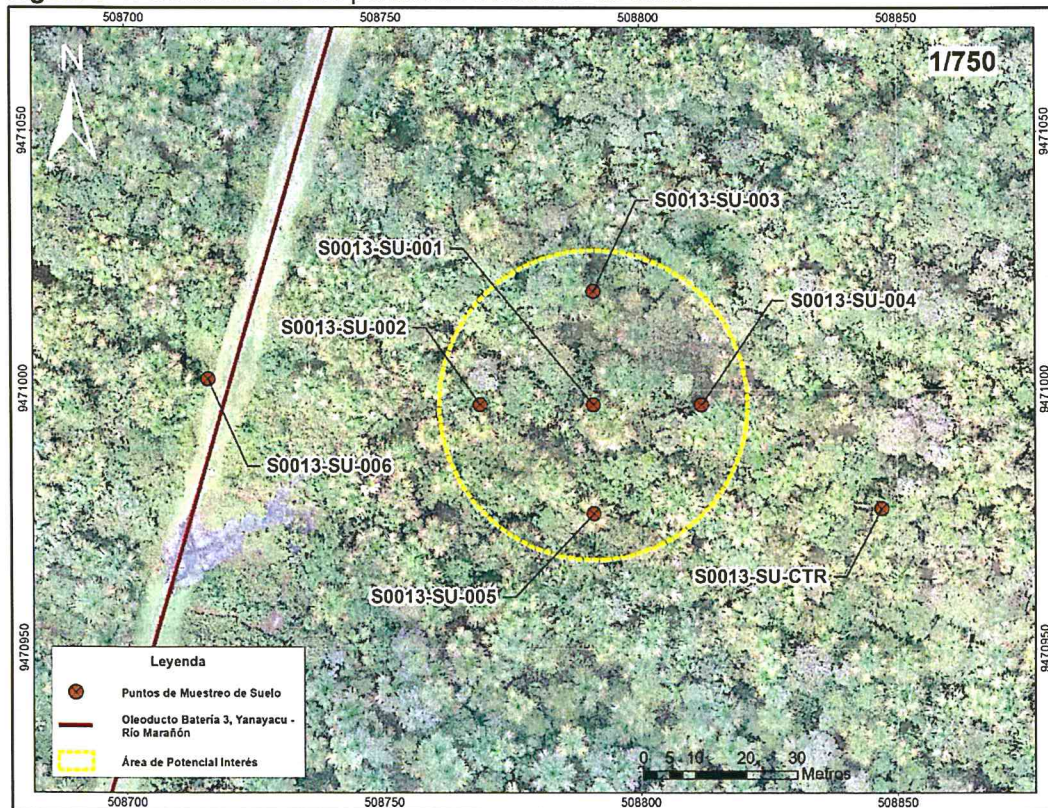 508700
508750
508800
508850
N
1/750
9471050
9471050
S0013-SU-003
S0013-SU-001
S0013-SU-004
S0013-SU-002
9471000
9471000
S0013-SU-006
S0013-SU-CTR
S0013-SU-005
9470950
9470950
Leyenda
Puntos de Muestreo de Suelo
Oleoducto Batería 3, Yanayacu -
Río Marañón
Área de Potencial Interés
0 5 10 20 30
Metros
508700
508750
508800
508850